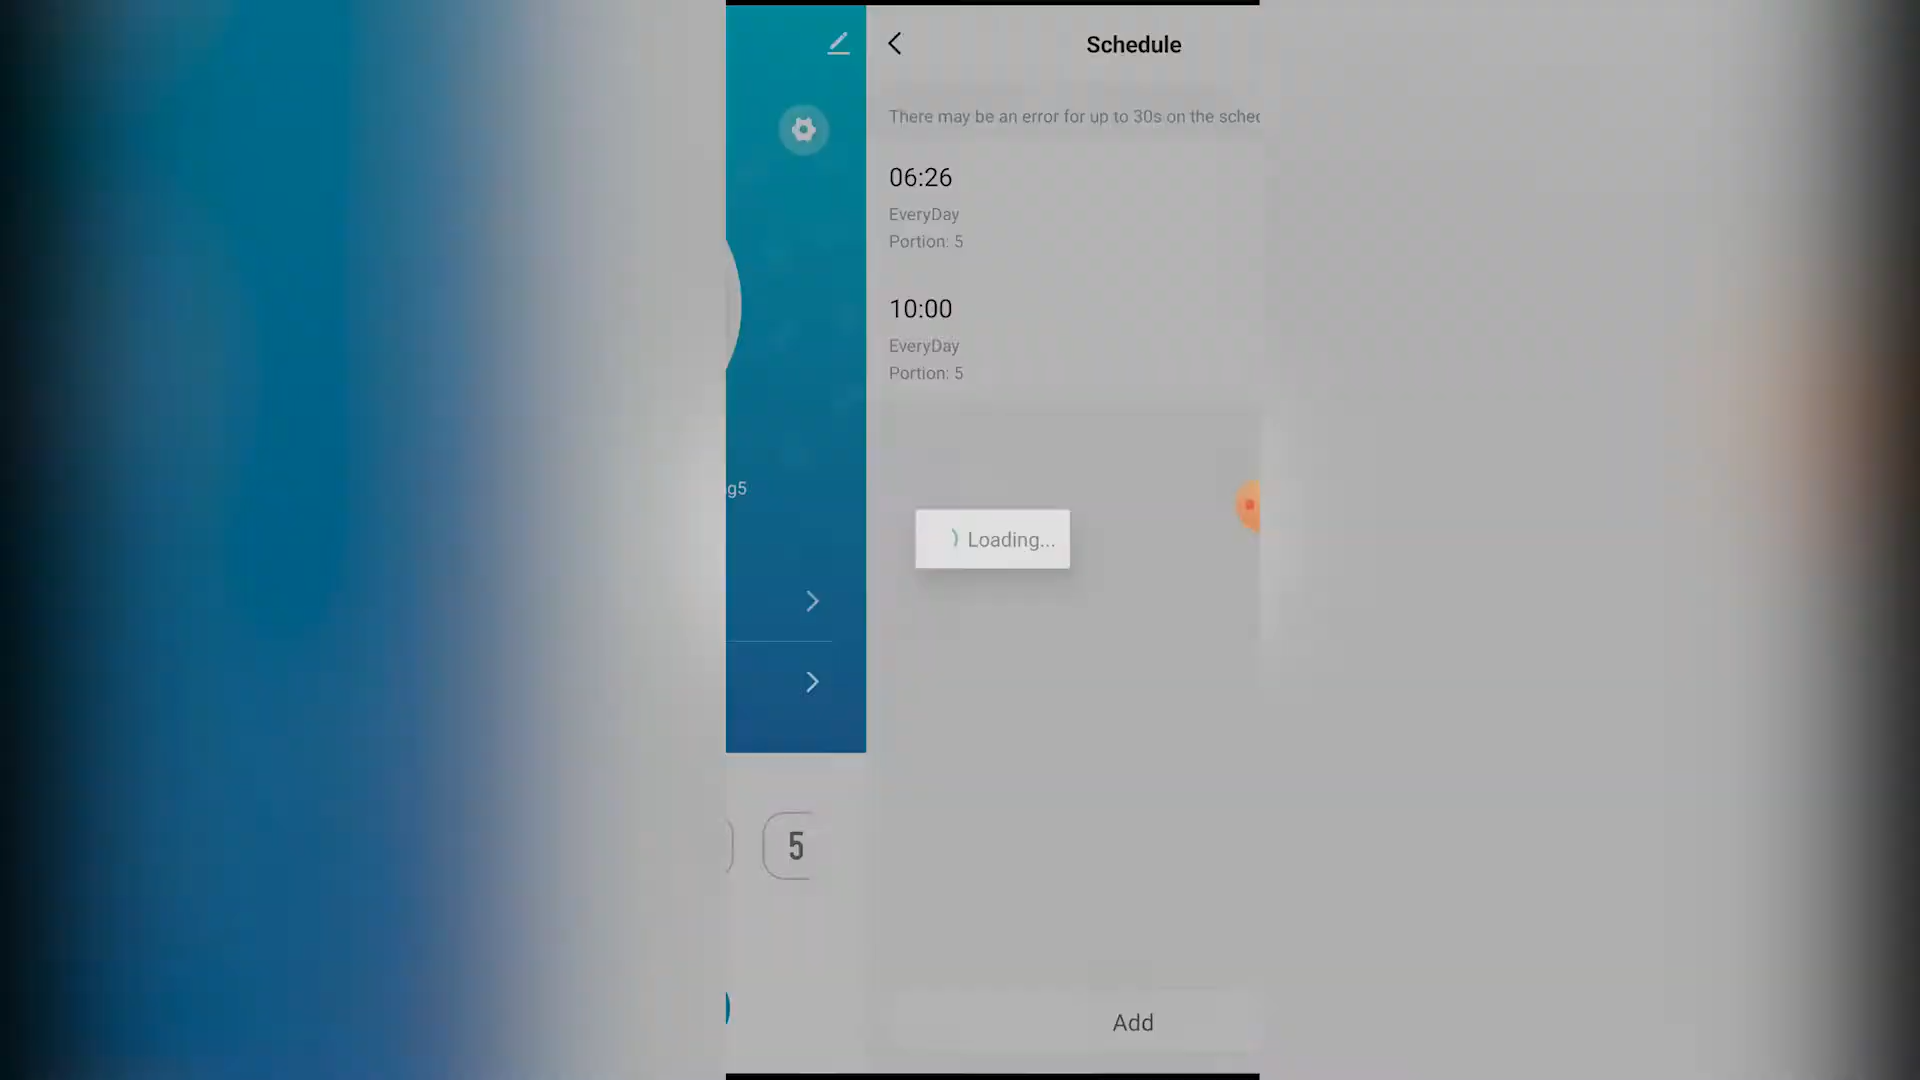 Schedule
There may be an error for up to 30s on the
06:26
EveryDay
Portion: 5
10:00
EveryDay
Portion: 5
g5
Loading...
5
Add